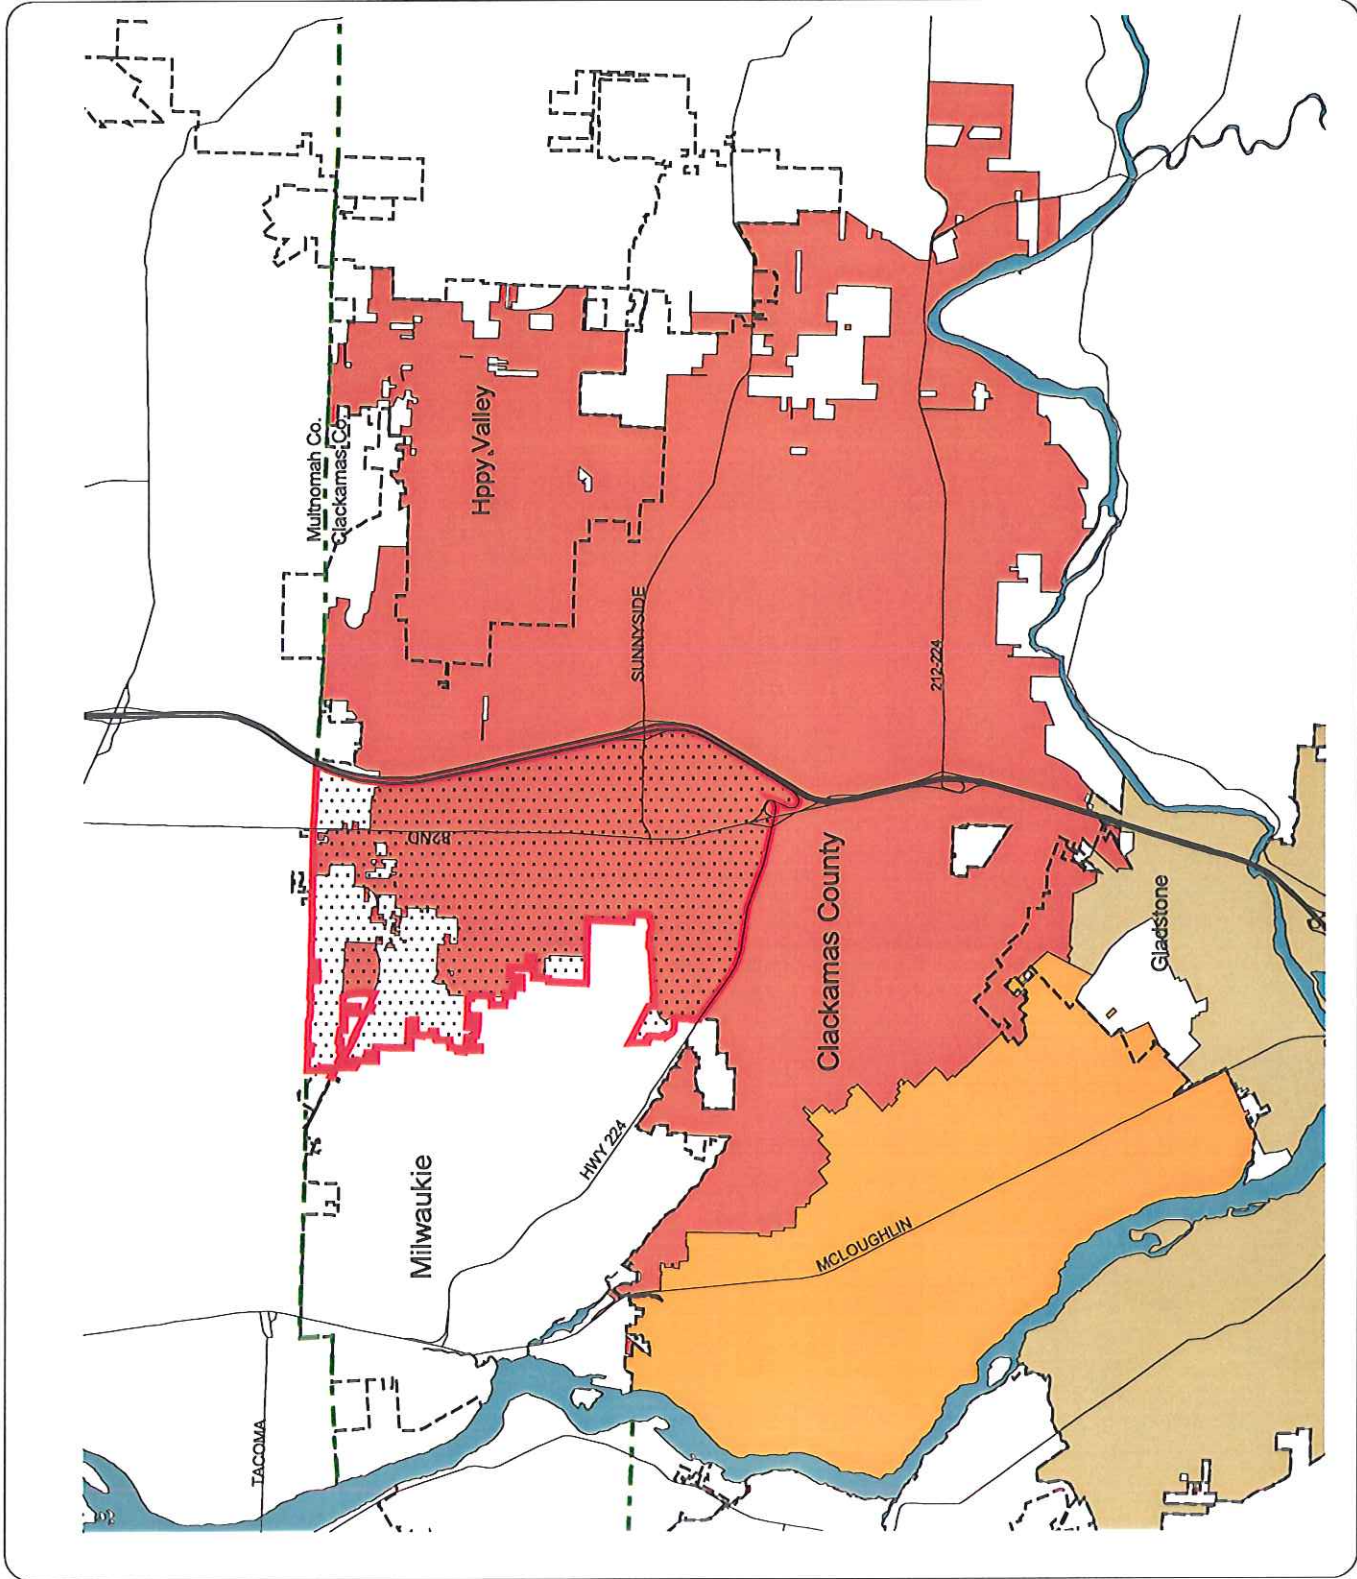 Multnomah Co.
Clackamas Co.
Hppy Valley
SUNNYSIDE
212-224
82ND
Clackamas County
Gladstone
Milwaukie
HWY 224
MCLOUGHLIN
TACOMA